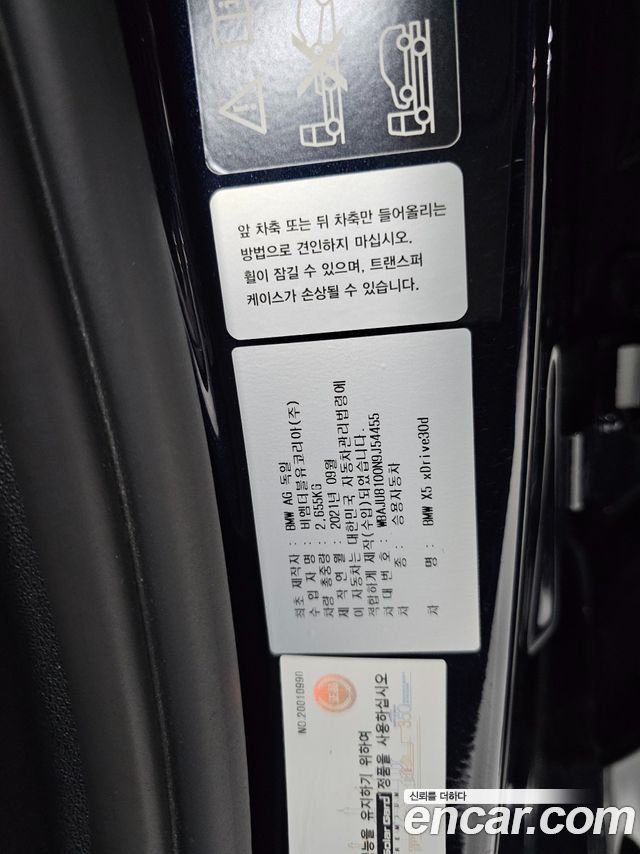 앞 차축 또는 뒤 차축만 들어올리는
방법으로 견인하지 마십시오.
휠이 잠길 수 있으며, 트랜스퍼
케이스가 손상될 수 있습니다.
최초 제작자 : BMW AG 독일
수 입 자 명 : 비엠더블유코리아(주)
차량 총중량 : 2,655KG
제 작 연 월 : 2021년 09월
이 자동차는 대한민국 자동차관리법령에
적합하게 제작(수입)되었습니다.
차 대 번 호 : WBAJU8100N9J54455
차 종 : 승용자동차
차 명 : BMW X5 xDrive30d
NO.20010990
능을 유지하기 위하여
정품을 사용하십시오
Solar Gard
PREMIUM
350
신뢰를 더하다
encar.com